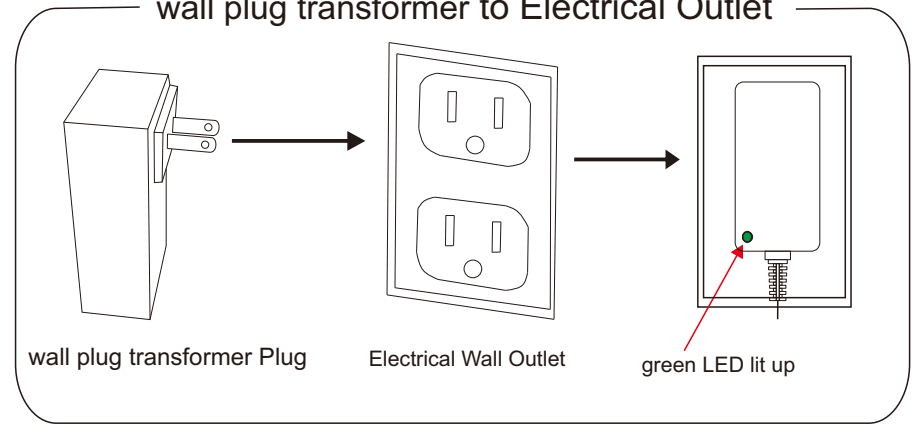 wall plug transformer to Electrical Outlet
wall plug transformer Plug
Electrical Wall Outlet
green LED lit up